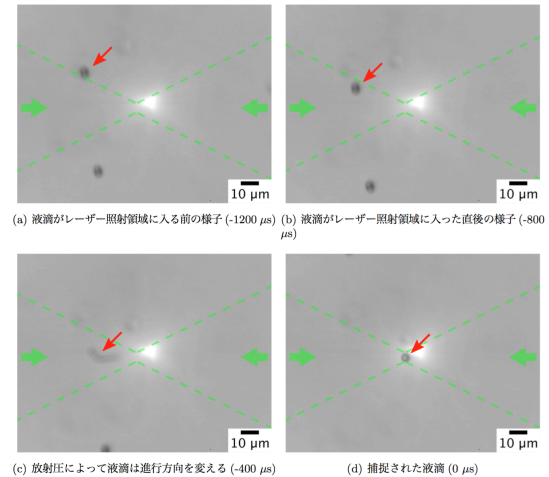 10 μm
10 μm
(a) 液滴がレーザー照射領域に入る前の様子 (-1200 μs)
(b) 液滴がレーザー照射領域に入った直後の様子 (-800
μs)
10 μm
10 μm
(c) 放射圧によって液滴は進行方向を変える (-400 μs)
(d) 捕捉された液滴 (0 μs)